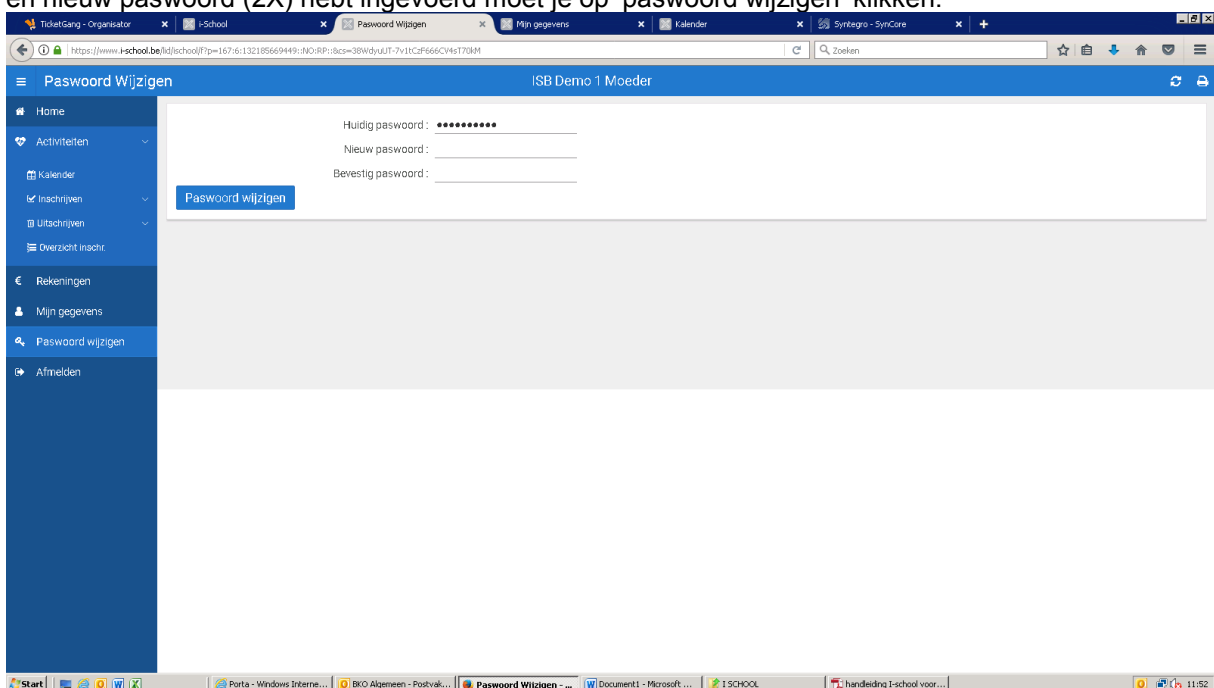 en nieuw paswoord (2X) hebt ingevoerd moet je op 'paswoord wijzigen' klikken.
TicketGang - Organisator
i-School
Paswoord Wijzigen
Mijn gegevens
Kalender
Syntegro - SynCore
Zoeken
Paswoord Wijzigen
ISB Demo 1 Moeder
Home
Activiteiten
Kalender
Inschrijven
Uitschrijven
Overzicht inschr.
€ Rekeningen
Mijn gegevens
Paswoord wijzigen
Afmelden
Huidig paswoord : ●●●●●●●●●●
Nieuw paswoord :
Bevestig paswoord :
Paswoord wijzigen
Start
Porta - Windows Interne...
BKO Algemeen - Postvak...
Paswoord Wijzigen - ...
Document1 - Microsoft ...
I SCHOOL
handleiding I-school voor...
11:52